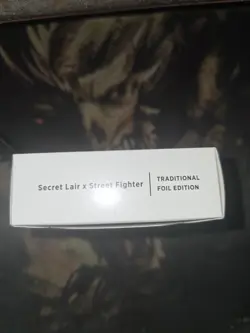 Secret Lair x Street Fighter
TRADITIONAL
FOIL EDITION